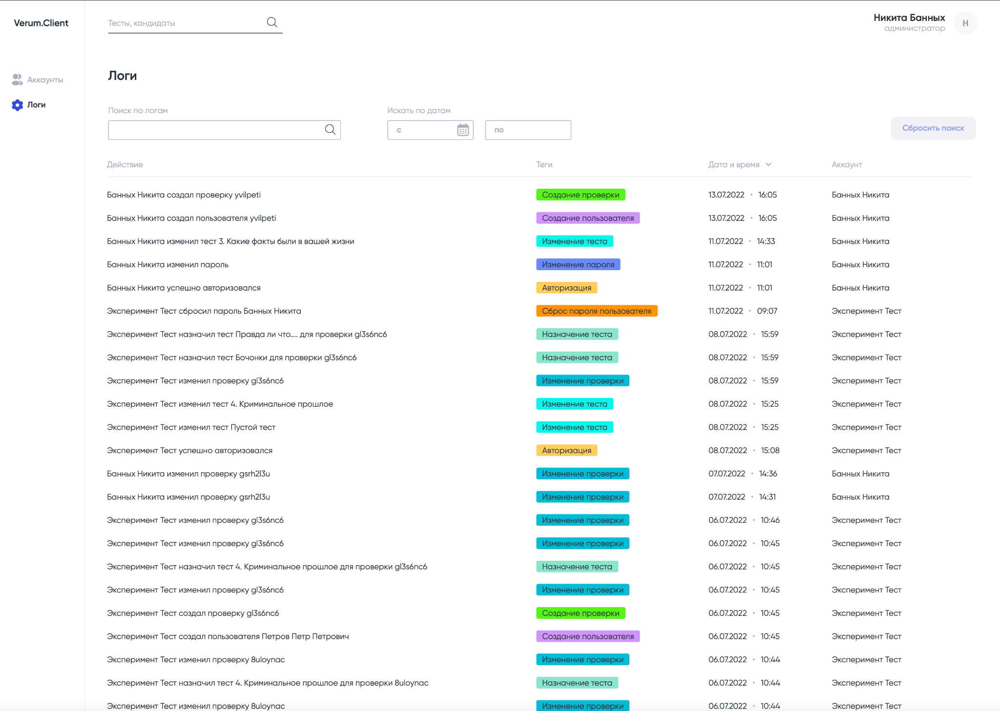 Verum.Client
Тесты, кандидаты
Никита Банных
администратор
Н
Аккаунты
Логи
Логи
Поиск по логам
Искать по датам
с
по
Сбросить поиск
Действие Теги Дата и время Аккаунт
Банных Никита создал проверку yvilpeti Создание проверки 13.07.2022 • 16:05 Банных Никита
Банных Никита создал пользователя yvilpeti Создание пользователя 13.07.2022 • 16:05 Банных Никита
Банных Никита изменил тест 3. Какие факты были в вашей жизни Изменение теста 11.07.2022 • 14:33 Банных Никита
Банных Никита изменил пароль Изменение пароля 11.07.2022 • 11:01 Банных Никита
Банных Никита успешно авторизовался Авторизация 11.07.2022 • 11:01 Банных Никита
Эксперимент Тест сбросил пароль Банных Никита Сброс пароля пользователя 11.07.2022 • 09:07 Эксперимент Тест
Эксперимент Тест назначил тест Правда ли что.... для проверки gl3s6nc6 Назначение теста 08.07.2022 • 15:59 Эксперимент Тест
Эксперимент Тест назначил тест Бочонки для проверки gl3s6nc6 Назначение теста 08.07.2022 • 15:59 Эксперимент Тест
Эксперимент Тест изменил проверку gl3s6nc6 Изменение проверки 08.07.2022 • 15:59 Эксперимент Тест
Эксперимент Тест изменил тест 4. Криминальное прошлое Изменение теста 08.07.2022 • 15:25 Эксперимент Тест
Эксперимент Тест изменил тест Пустой тест Изменение теста 08.07.2022 • 15:25 Эксперимент Тест
Эксперимент Тест успешно авторизовался Авторизация 08.07.2022 • 15:08 Эксперимент Тест
Банных Никита изменил проверку gsrh2l3u Изменение проверки 07.07.2022 • 14:36 Банных Никита
Банных Никита изменил проверку gsrh2l3u Изменение проверки 07.07.2022 • 14:31 Банных Никита
Эксперимент Тест изменил проверку gl3s6nc6 Изменение проверки 06.07.2022 • 10:46 Эксперимент Тест
Эксперимент Тест изменил проверку gl3s6nc6 Изменение проверки 06.07.2022 • 10:45 Эксперимент Тест
Эксперимент Тест назначил тест 4. Криминальное прошлое для проверки gl3s6nc6 Назначение теста 06.07.2022 • 10:45 Эксперимент Тест
Эксперимент Тест изменил проверку gl3s6nc6 Изменение проверки 06.07.2022 • 10:45 Эксперимент Тест
Эксперимент Тест создал проверку gl3s6nc6 Создание проверки 06.07.2022 • 10:45 Эксперимент Тест
Эксперимент Тест создал пользователя Петров Петр Петрович Создание пользователя 06.07.2022 • 10:45 Эксперимент Тест
Эксперимент Тест изменил проверку 8uloynac Изменение проверки 06.07.2022 • 10:44 Эксперимент Тест
Эксперимент Тест назначил тест 4. Криминальное прошлое для проверки 8uloynac Назначение теста 06.07.2022 • 10:44 Эксперимент Тест
Эксперимент Тест изменил проверку 8uloynac Изменение проверки 06.07.2022 • 10:44 Эксперимент Тест